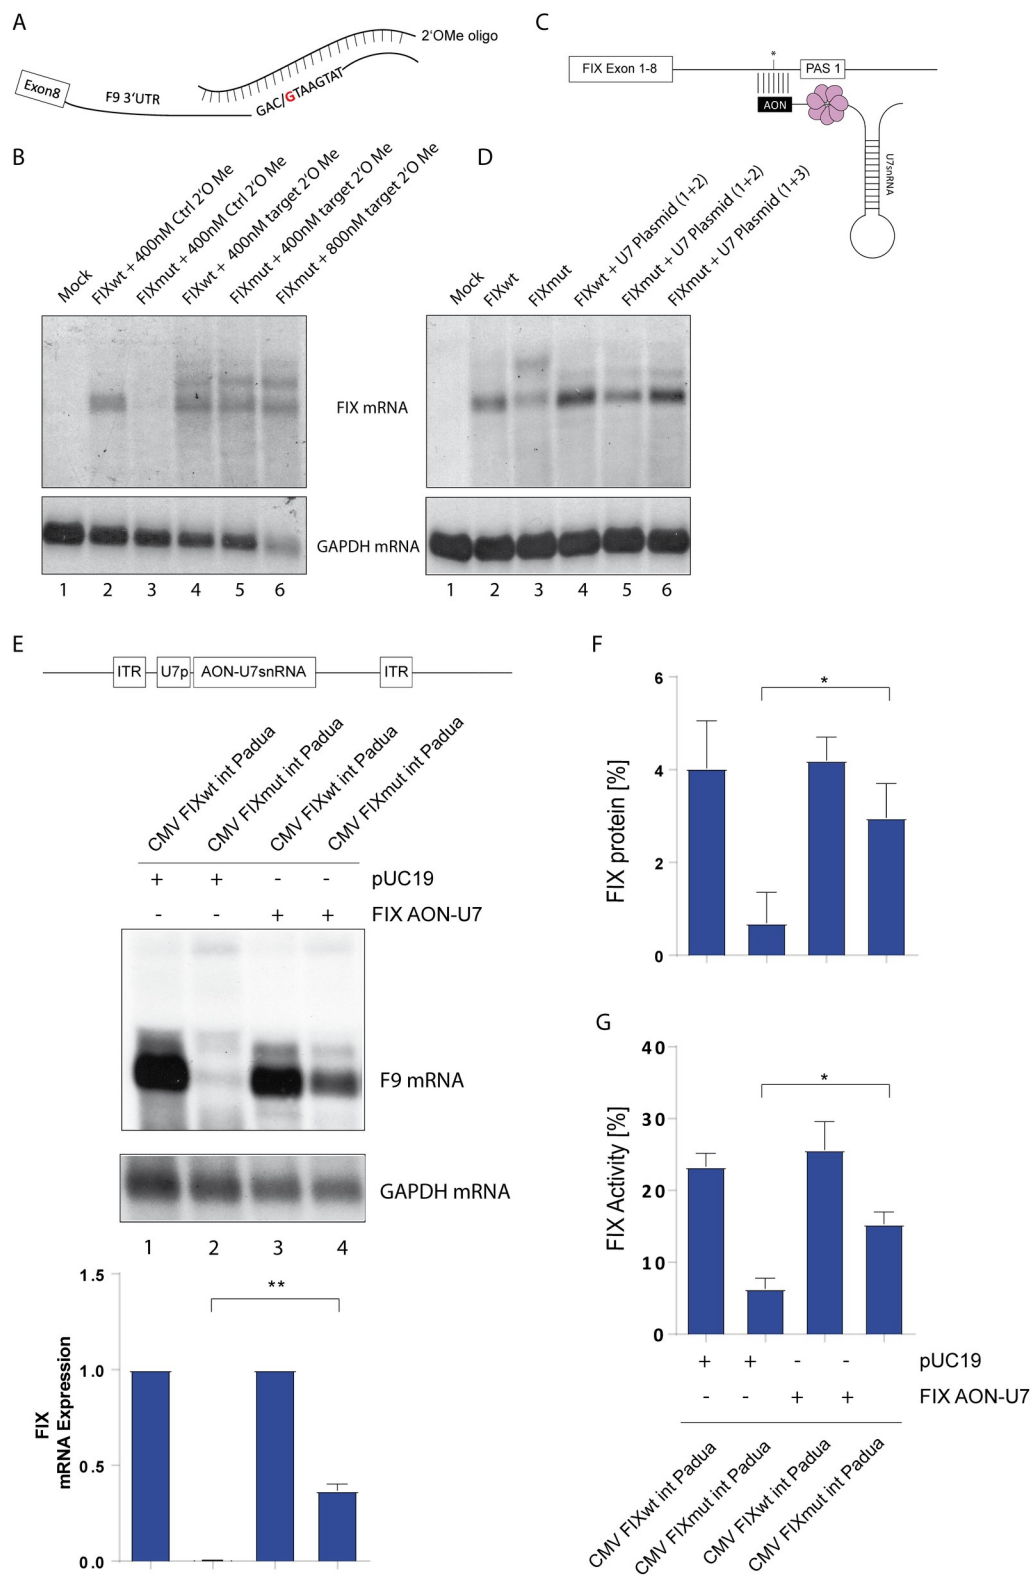 A
2‘OMe oligo
Exon8
F9 3‘UTR
GAC/GTAAGTAT
C
*
FIX Exon 1-8
PAS 1
AON
U7snRNA
B
Mock
FIXwt + 400nM Ctrl 2‘O Me
FIXmut + 400nM Ctrl 2‘O Me
FIXwt + 400nM target 2‘O Me
FIXmut + 400nM target 2‘O Me
FIXmut + 800nM target 2‘O Me
D
Mock
FIXwt
FIXmut
FIXwt + U7 Plasmid (1+2)
FIXmut + U7 Plasmid (1+2)
FIXmut + U7 Plasmid (1+3)
FIX mRNA
GAPDH mRNA
1 2 3 4 5 6
1 2 3 4 5 6
E
ITR U7p AON-U7snRNA ITR
CMV FIXwt int Padua
CMV FIXmut int Padua
CMV FIXwt int Padua
CMV FIXmut int Padua
+ + - - pUC19
- - + + FIX AON-U7
F9 mRNA
GAPDH mRNA
1 2 3 4
FIX
mRNA Expression
1.5
1.0
0.5
0.0
**
F
FIX protein [%]
6
4
2
0
*
G
FIX Activity [%]
40
30
20
10
0
*
+ + - - pUC19
- - + + FIX AON-U7
CMV FIXwt int Padua
CMV FIXmut int Padua
CMV FIXwt int Padua
CMV FIXmut int Padua